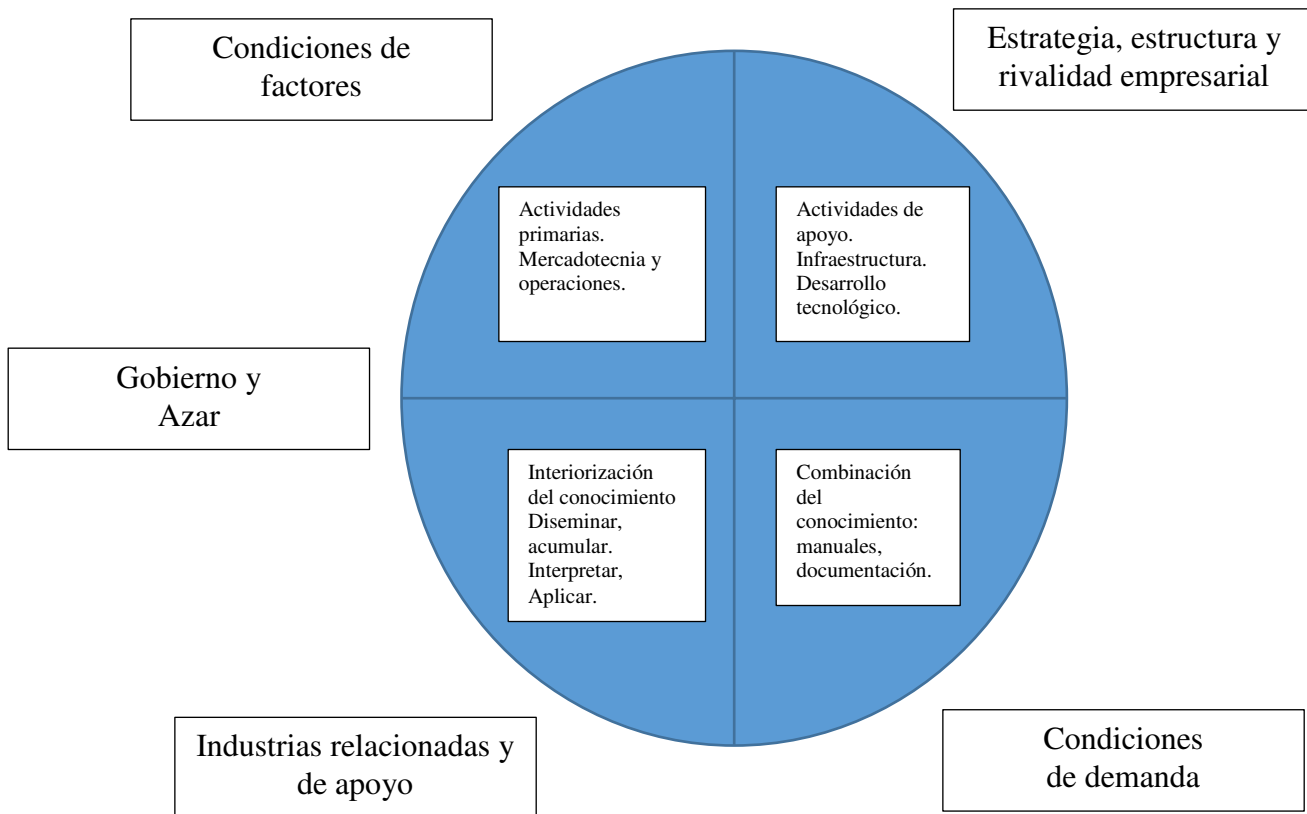 Condiciones de
factores
Estrategia, estructura y
rivalidad empresarial
Actividades
primarias.
Mercadotecnia y
operaciones.
Actividades de
apoyo.
Infraestructura.
Desarrollo
tecnológico.
Gobierno y
Azar
Interiorización
del conocimiento
Diseminar,
acumular.
Interpretar,
Aplicar.
Combinación
del
conocimiento:
manuales,
documentación.
Industrias relacionadas y
de apoyo
Condiciones
de demanda